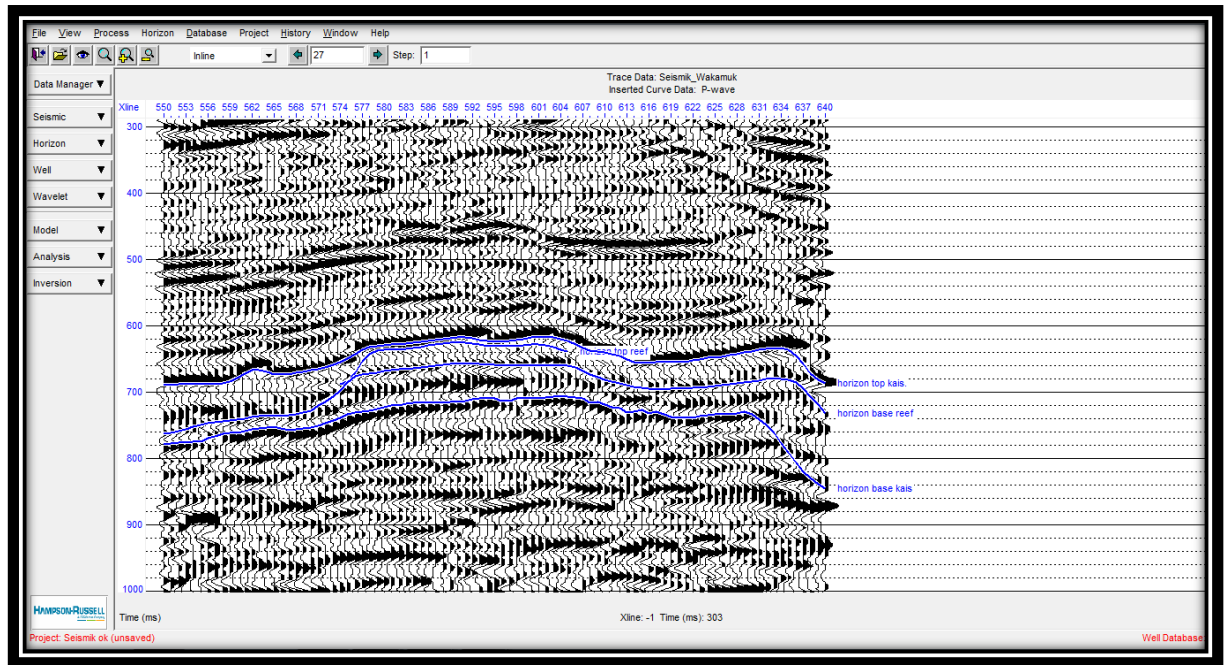 File View Process Horizon Database Project History Window Help
Inline 27 Step: 1
Data Manager
Trace Data: Seismik_Wakamuk
Inserted Curve Data: P-wave
Xline 550 553 556 559 562 565 568 571 574 577 580 583 586 589 592 595 598 601 604 607 610 613 616 619 622 625 628 631 634 637 640
Seismic
Horizon
Well
Wavelet
Model
Analysis
Inversion
300
400
500
600
700
800
900
1000
horizon top reef
horizon top kais.
horizon base reef
horizon base kais
HAMPSON-RUSSELL
Time (ms)
Xline: -1 Time (ms): 303
Project: Seismik ok (unsaved)
Well Database